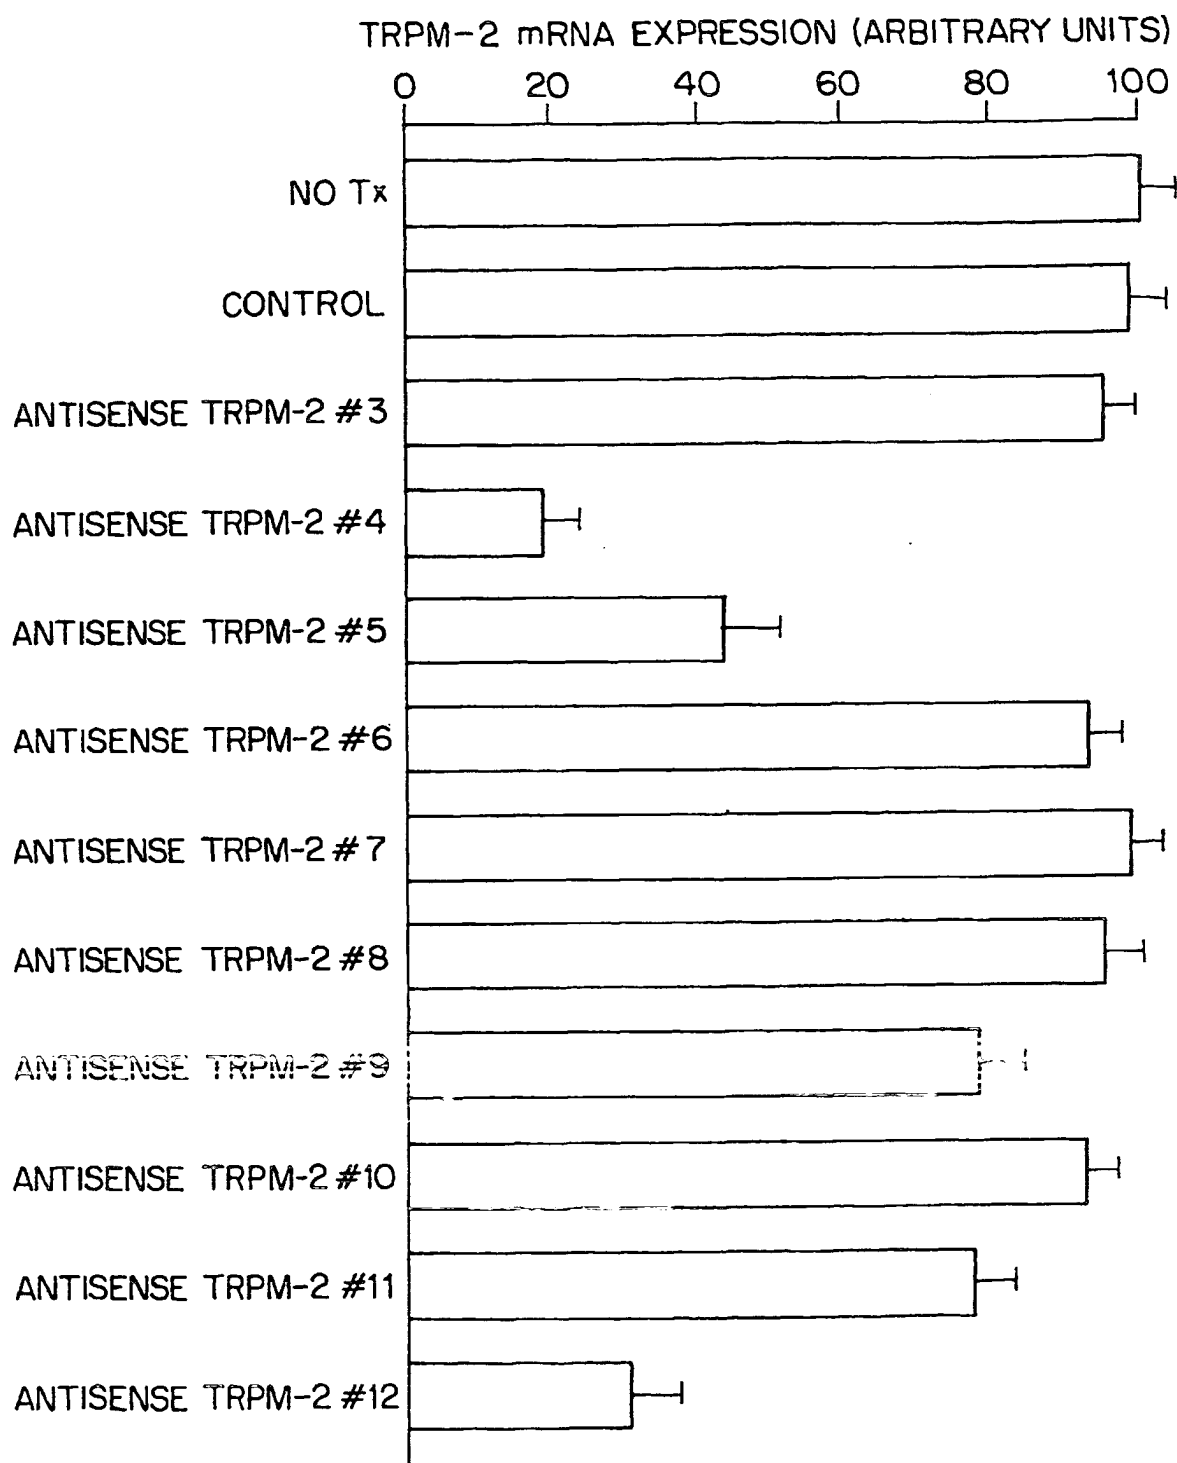 TRPM-2 mRNA EXPRESSION (ARBITRARY UNITS)
0 20 40 60 80 100
NO Tx
CONTROL
ANTISENSE TRPM-2 #3
ANTISENSE TRPM-2 #4
ANTISENSE TRPM-2 #5
ANTISENSE TRPM-2 #6
ANTISENSE TRPM-2 #7
ANTISENSE TRPM-2 #8
ANTISENSE TRPM-2 #9
ANTISENSE TRPM-2 #10
ANTISENSE TRPM-2 #11
ANTISENSE TRPM-2 #12